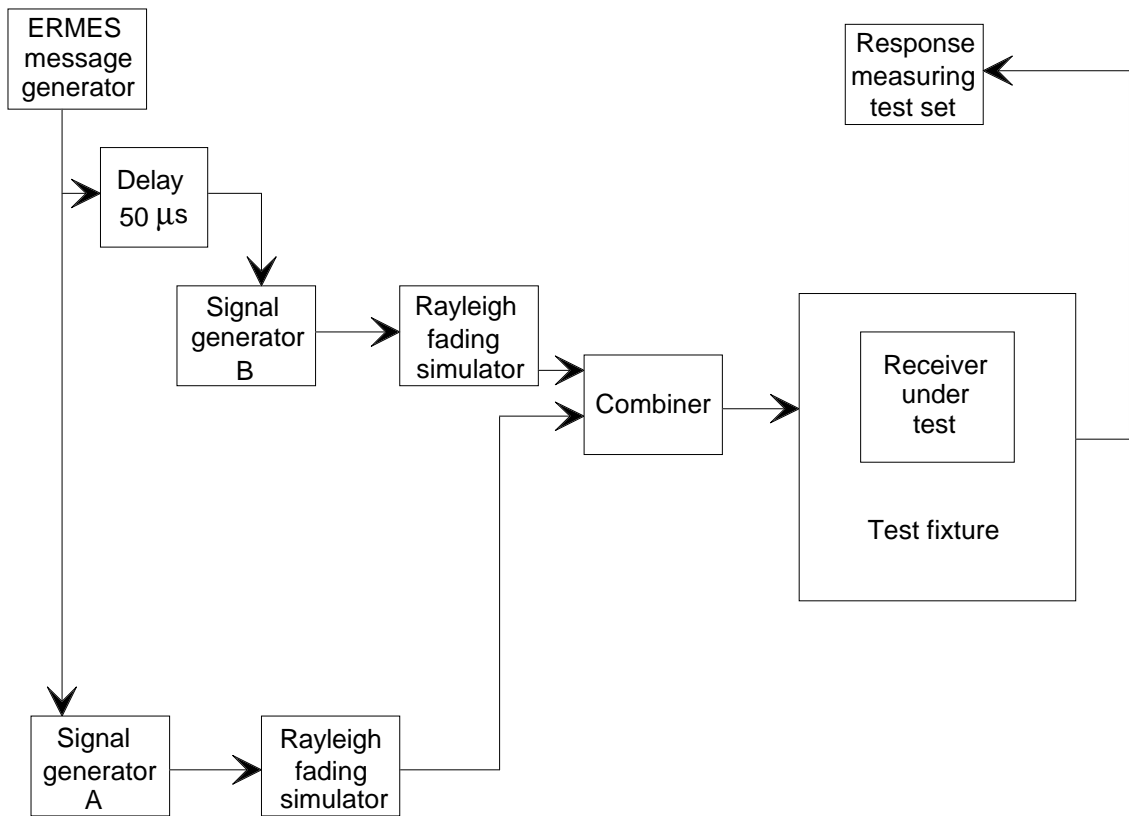 ERMES
message
generator
Response
measuring
test set
Delay
50 μs
Signal
generator
B
Rayleigh
fading
simulator
Combiner
Receiver
under
test
Test fixture
Signal
generator
A
Rayleigh
fading
simulator